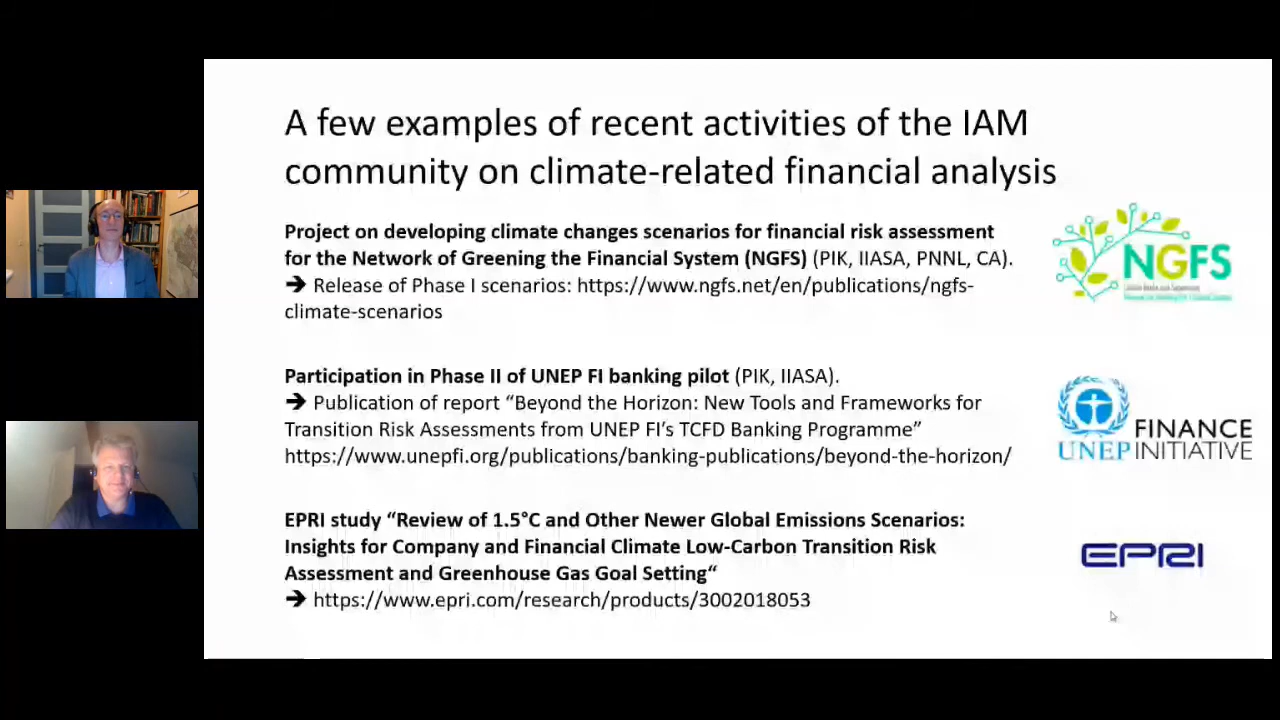 A few examples of recent activities of the IAM
community on climate-related financial analysis
Project on developing climate changes scenarios for financial risk assessment
for the Network of Greening the Financial System (NGFS) (PIK, IIASA, PNNL, CA).
➔ Release of Phase I scenarios: https://www.ngfs.net/en/publications/ngfs-
climate-scenarios
NGFS
Participation in Phase II of UNEP FI banking pilot (PIK, IIASA).
➔ Publication of report “Beyond the Horizon: New Tools and Frameworks for
Transition Risk Assessments from UNEP FI’s TCFD Banking Programme”
https://www.unepfi.org/publications/banking-publications/beyond-the-horizon/
UNEP
FINANCE
INITIATIVE
EPRI study “Review of 1.5°C and Other Newer Global Emissions Scenarios:
Insights for Company and Financial Climate Low-Carbon Transition Risk
Assessment and Greenhouse Gas Goal Setting“
➔ https://www.epri.com/research/products/3002018053
EPRI